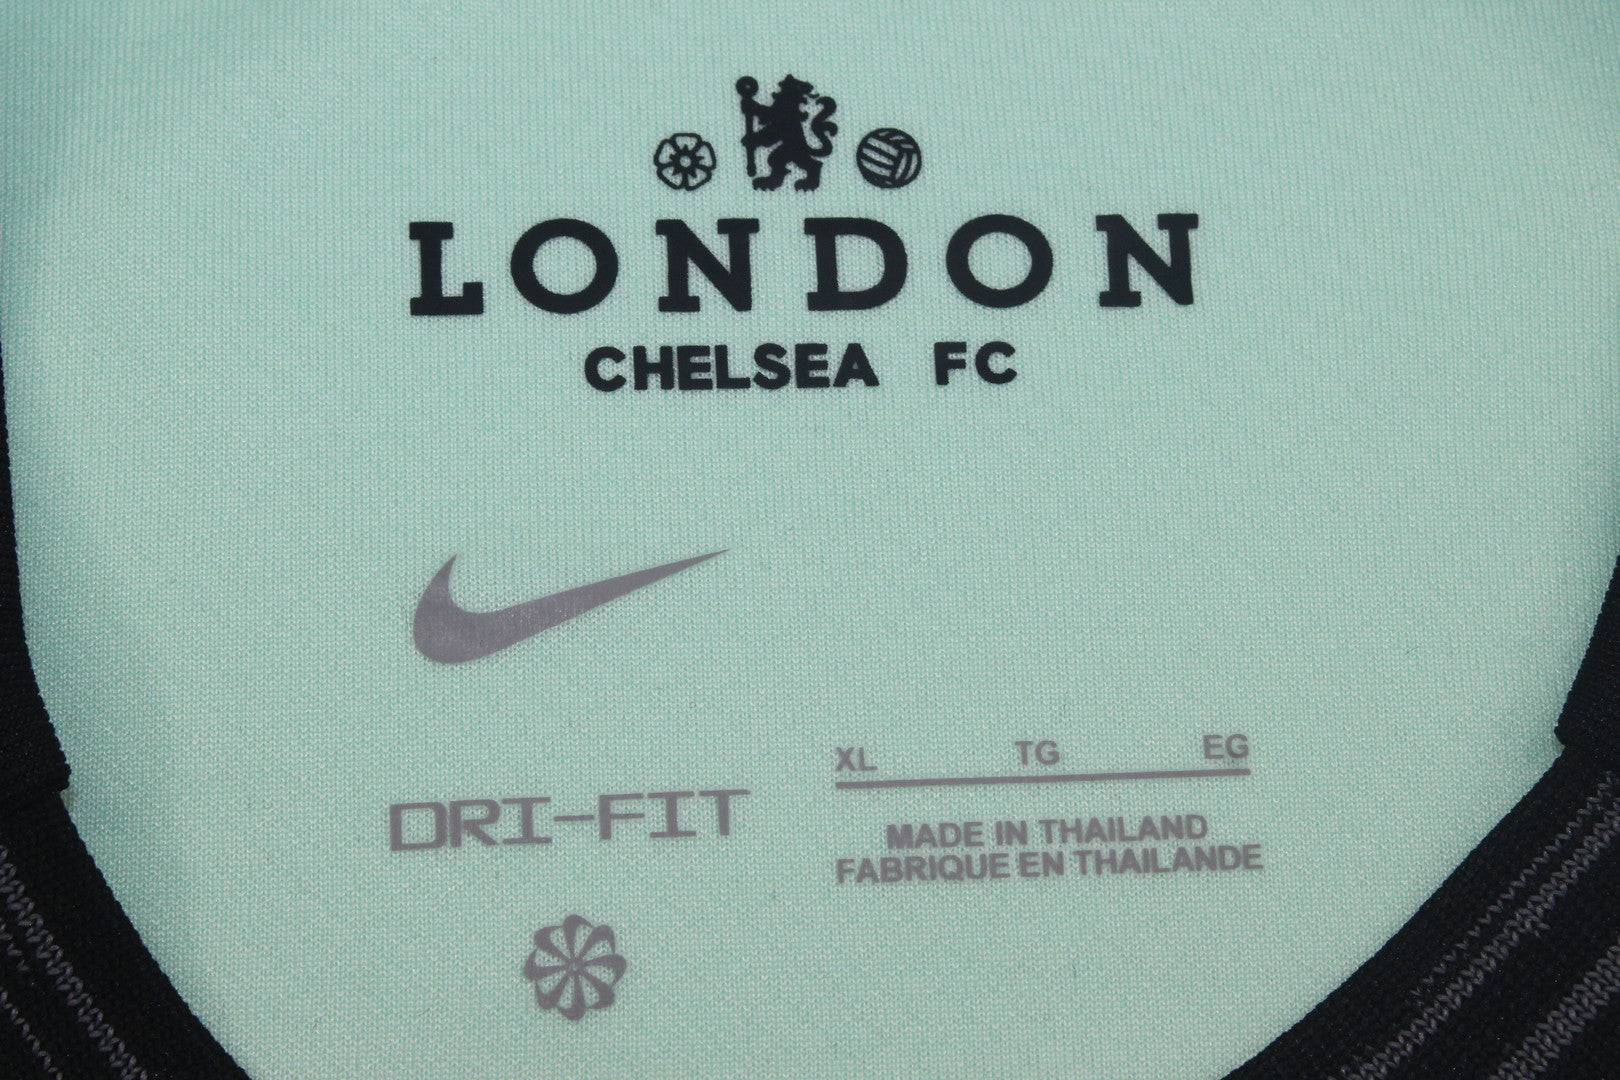 LONDON
CHELSEA FC
XL TG EG
DRI-FIT
MADE IN THAILAND
FABRIQUE EN THAILANDE